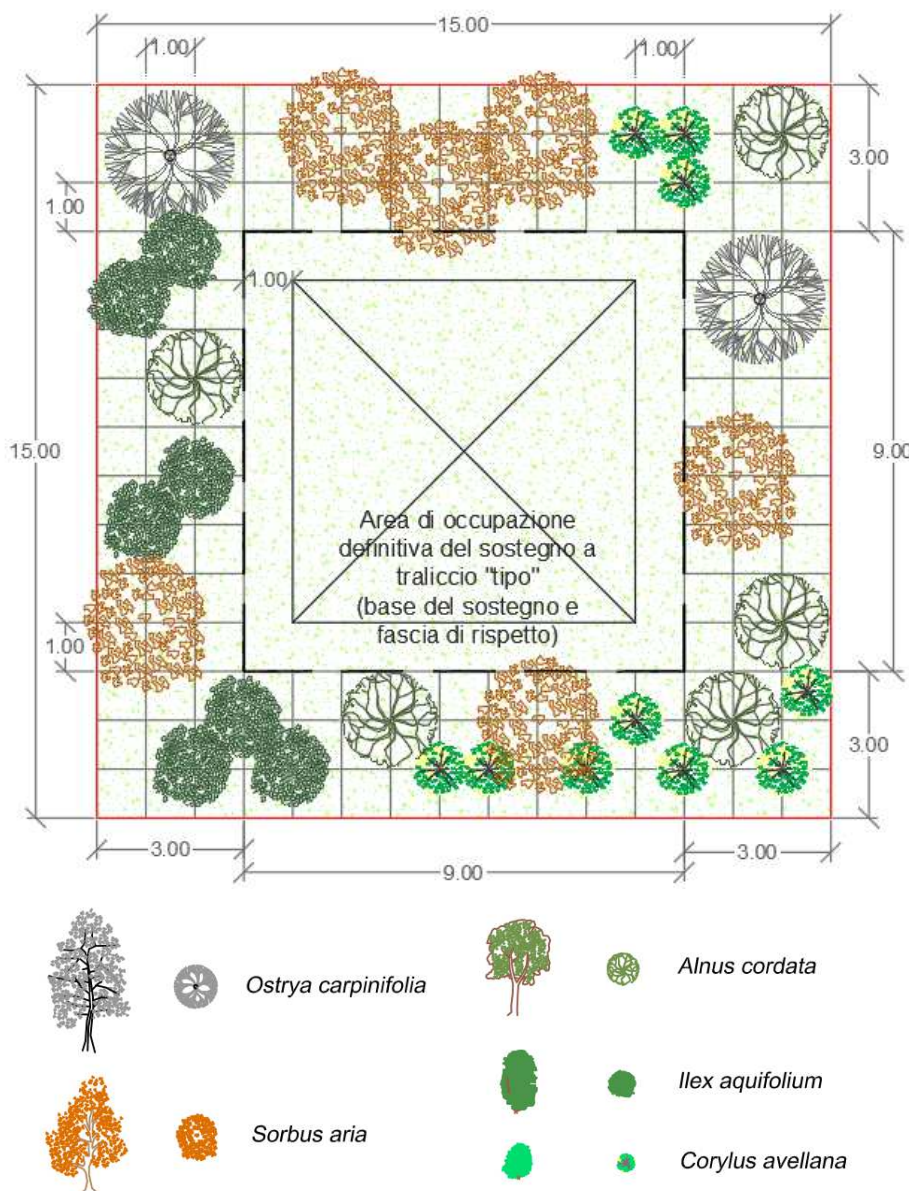 15.00
1.00
1.00
3.00
1.00
1.00
15.00
9.00
Area di occupazione
definitiva del sostegno a
traliccio "tipo"
(base del sostegno e
fascia di rispetto)
1.00
3.00
3.00
9.00
3.00
Ostrya carpinifolia
Alnus cordata
Ilex aquifolium
Sorbus aria
Corylus avellana